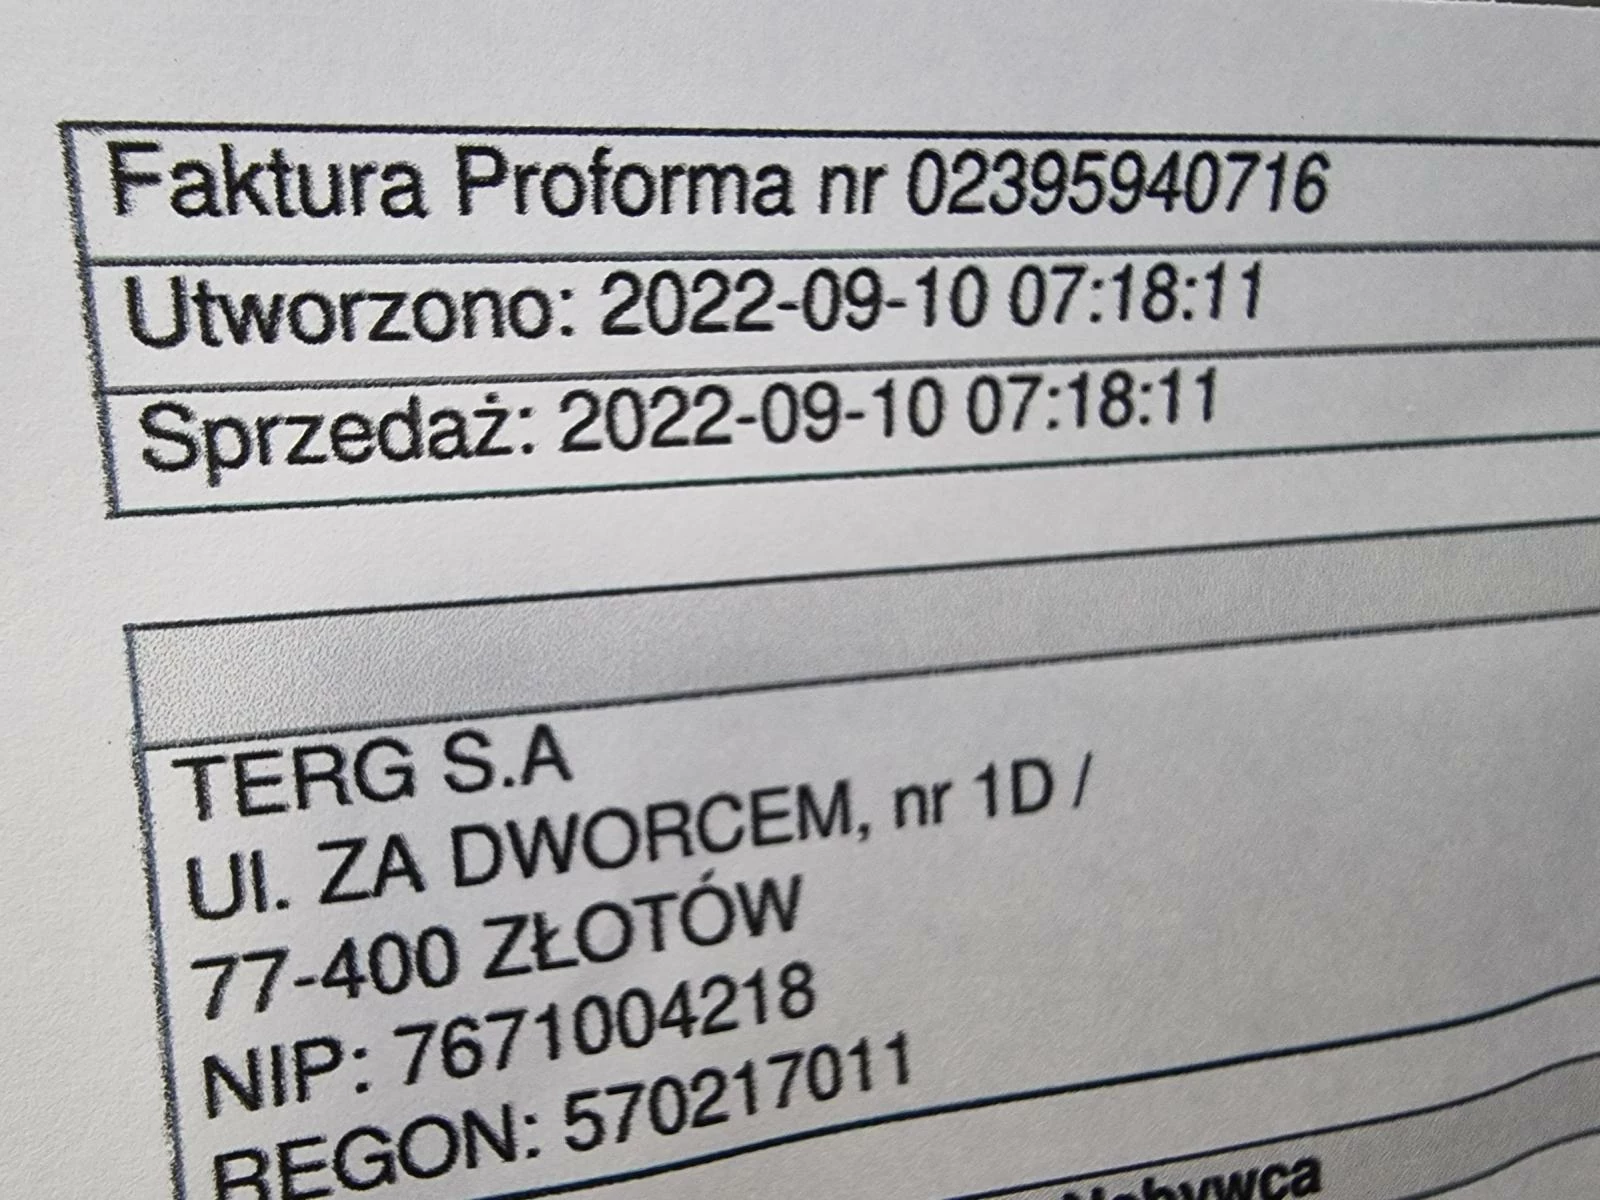 Faktura Proforma nr 02395940716
Utworzono: 2022-09-10 07:18:11
Sprzedaż: 2022-09-10 07:18:11
TERG S.A
Ul. ZA DWORCEM, nr 1D /
77-400 ZŁOTÓW
NIP: 7671004218
REGON: 570217011
Nabywca